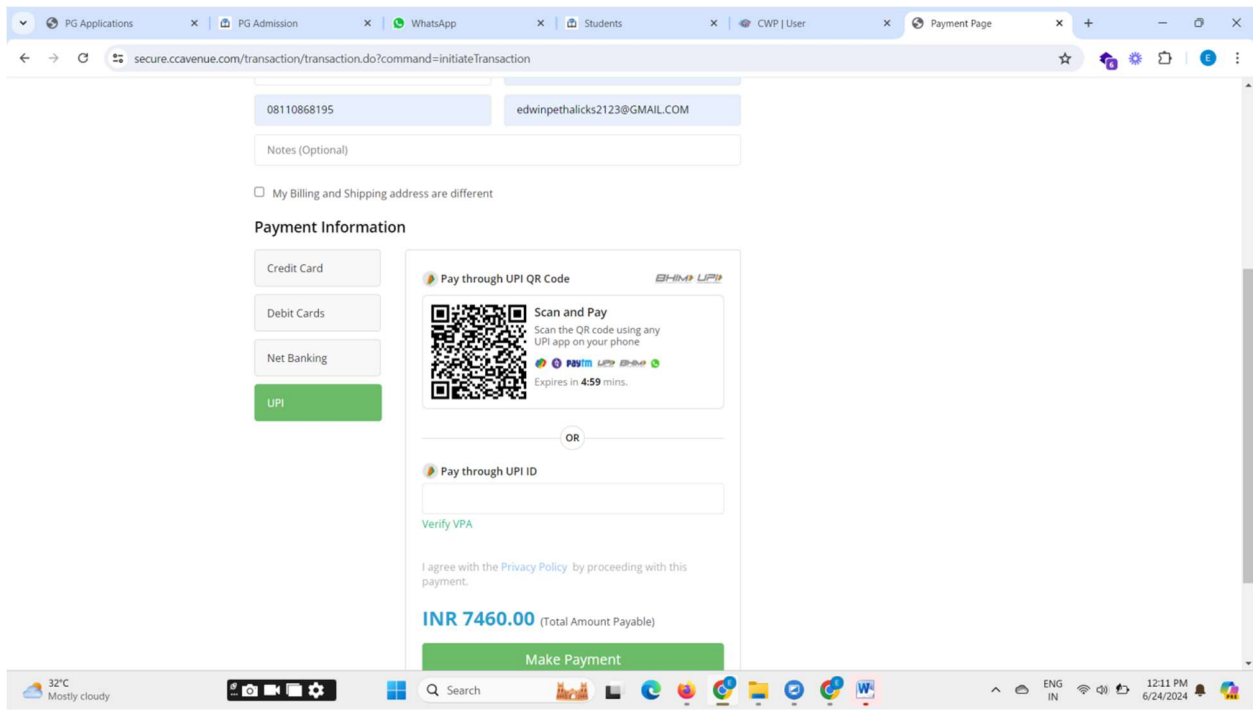 PG Applications
PG Admission
WhatsApp
Students
CWP | User
Payment Page
secure.ccavenue.com/transaction/transaction.do?command=initiateTransaction
6
E
08110868195
edwinpethalicks2123@GMAIL.COM
Notes (Optional)
My Billing and Shipping address are different
Payment Information
Credit Card
Debit Cards
Net Banking
UPI
Pay through UPI QR Code
BHIM UPI
Scan and Pay
Scan the QR code using any
UPI app on your phone
Paytm UPI BHIM
Expires in 4:59 mins.
OR
Pay through UPI ID
Verify VPA
I agree with the Privacy Policy by proceeding with this
payment.
INR 7460.00 (Total Amount Payable)
Make Payment
32°C
Mostly cloudy
Search
ENG
IN
12:11 PM
6/24/2024